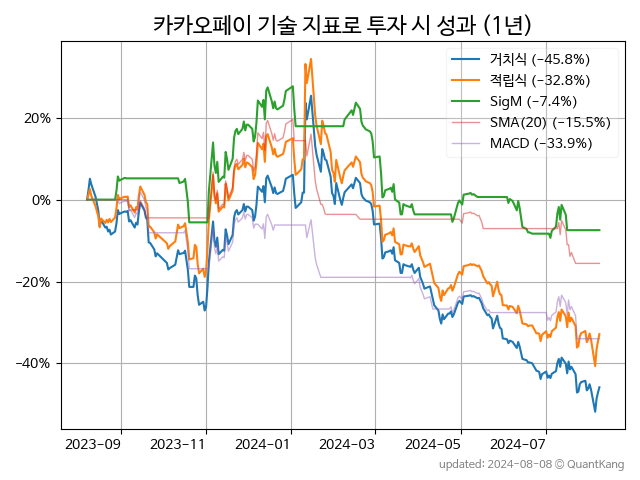 카카오페이 기술 지표로 투자 시 성과 (1년)
거치식 (−45.8%)
적립식 (−32.8%)
SigM (−7.4%)
SMA(20) (−15.5%)
MACD (−33.9%)
20%
0%
−20%
−40%
2023-09 2023-11 2024-01 2024-03 2024-05 2024-07
updated: 2024-08-08 © QuantKang